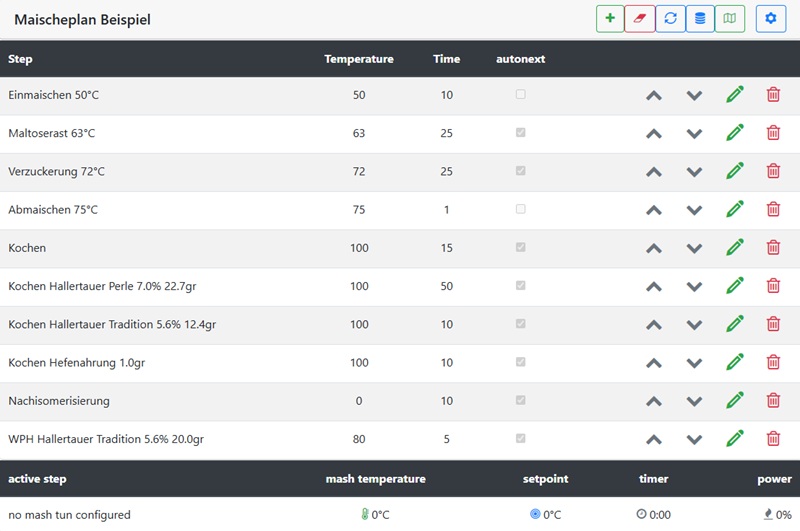 Maischeplan Beispiel
Step Temperature Time autonext
Einmaischen 50°C 50 10
Maltoserast 63°C 63 25
Verzuckerung 72°C 72 25
Abmaischen 75°C 75 1
Kochen 100 15
Kochen Hallertauer Perle 7.0% 22.7gr 100 50
Kochen Hallertauer Tradition 5.6% 12.4gr 100 10
Kochen Hefenahrung 1.0gr 100 10
Nachisomerisierung 0 10
WPH Hallertauer Tradition 5.6% 20.0gr 80 5
active step mash temperature setpoint timer power
no mash tun configured 0°C 0°C 0:00 0%